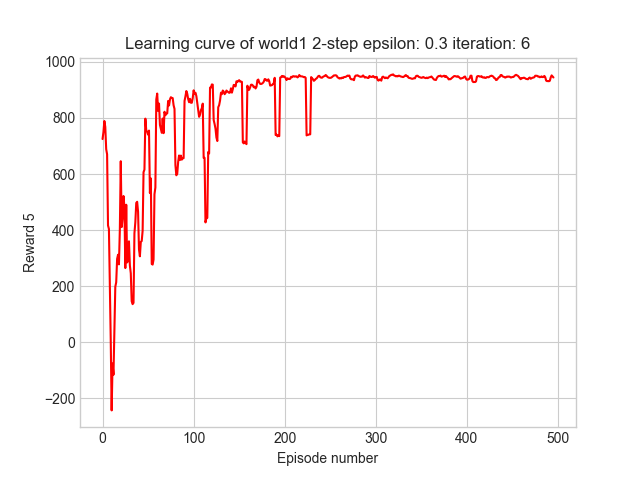 Learning curve of world1 2-step epsilon: 0.3 iteration: 6
1000
800
600
400
200
0
−200
Reward 5
0 100 200 300 400 500
Episode number